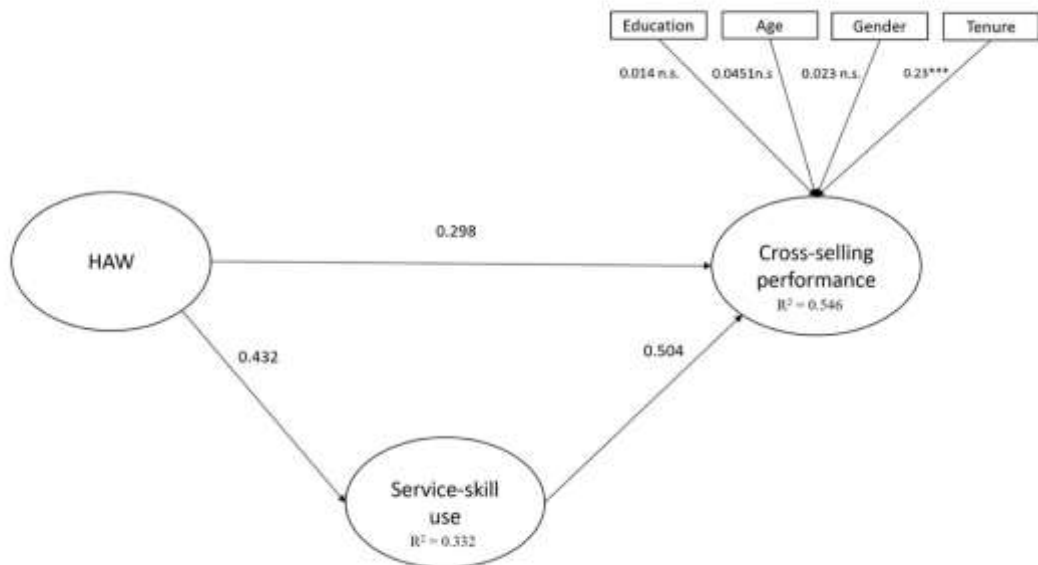 Education Age Gender Tenure
0.014 n.s. 0.0451n.s 0.023 n.s. 0.23***
0.298
HAW
Cross-selling
performance
R² = 0.546
0.432
0.504
Service-skill
use
R² = 0.332